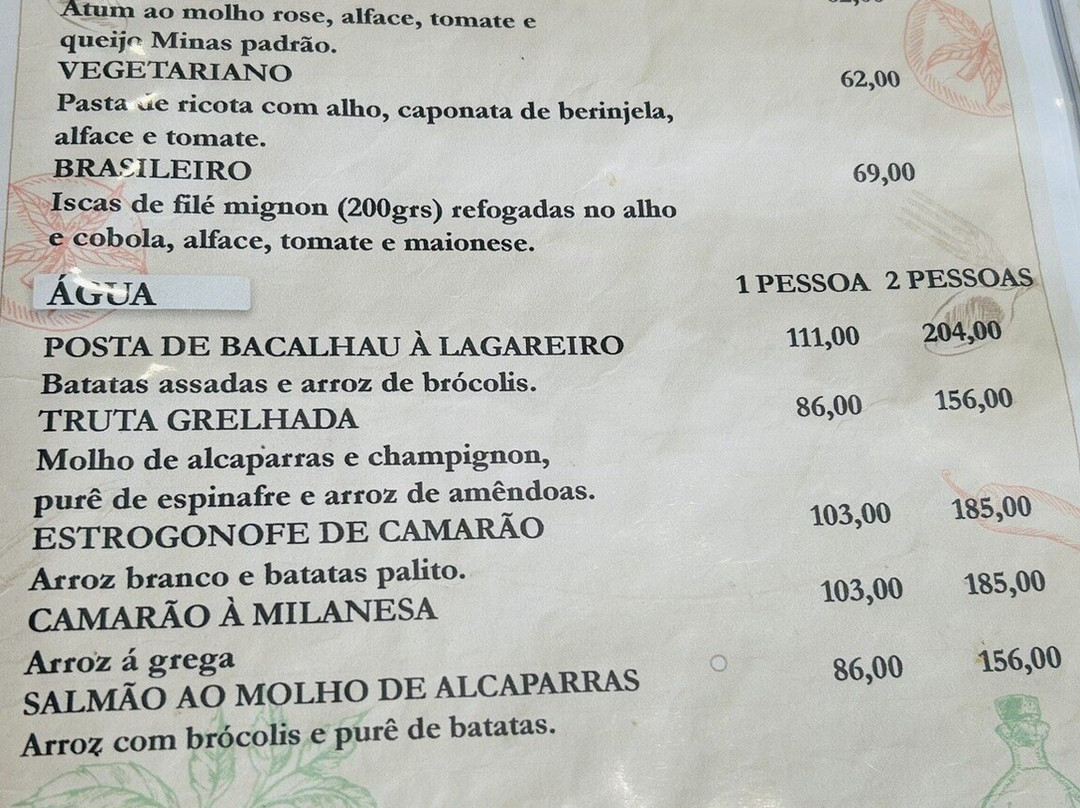 Atum ao molho rose, alface, tomate e
queijo Minas padrão.
VEGETARIANO 62,00
Pasta de ricota com alho, caponata de berinjela,
alface e tomate.
BRASILEIRO 69,00
Iscas de filé mignon (200grs) refogadas no alho
e cobola, alface, tomate e maionese.
ÁGUA 1 PESSOA 2 PESSOAS
POSTA DE BACALHAU À LAGAREIRO 111,00 204,00
Batatas assadas e arroz de brócolis.
TRUTA GRELHADA 86,00 156,00
Molho de alcaparras e champignon,
purê de espinafre e arroz de amêndoas.
ESTROGONOFE DE CAMARÃO 103,00 185,00
Arroz branco e batatas palito.
CAMARÃO À MILANESA 103,00 185,00
Arroz á grega
SALMÃO AO MOLHO DE ALCAPARRAS 86,00 156,00
Arroz com brócolis e purê de batatas.